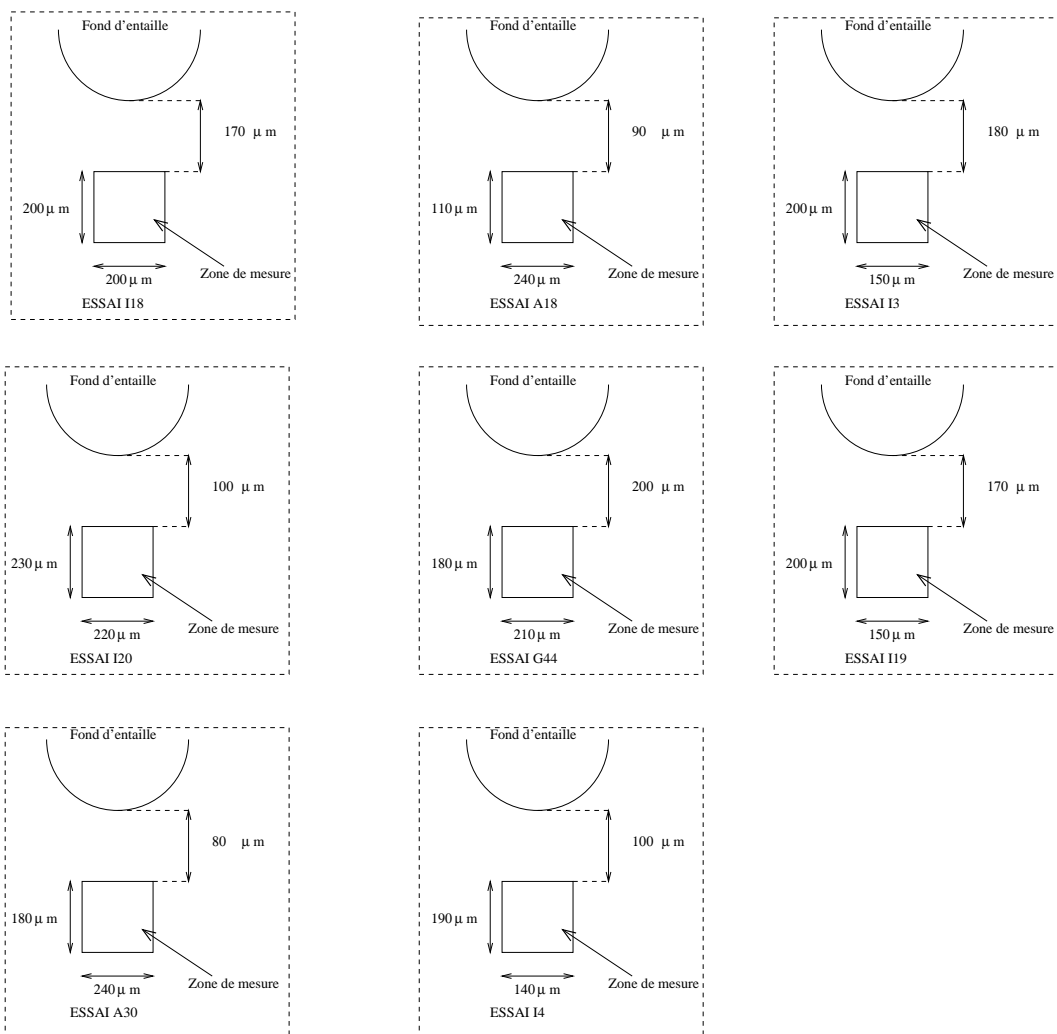 Fond d'entaille
170 μ m
200 μ m
200 μ m
Zone de mesure
ESSAI I18
Fond d'entaille
90 μ m
110 μ m
240 μ m
Zone de mesure
ESSAI A18
Fond d'entaille
180 μ m
200 μ m
150 μ m
Zone de mesure
ESSAI I3
Fond d'entaille
100 μ m
230 μ m
220 μ m
Zone de mesure
ESSAI I20
Fond d'entaille
200 μ m
180 μ m
210 μ m
Zone de mesure
ESSAI G44
Fond d'entaille
170 μ m
200 μ m
150 μ m
Zone de mesure
ESSAI I19
Fond d'entaille
80 μ m
180 μ m
240 μ m
Zone de mesure
ESSAI A30
Fond d'entaille
100 μ m
190 μ m
140 μ m
Zone de mesure
ESSAI I4